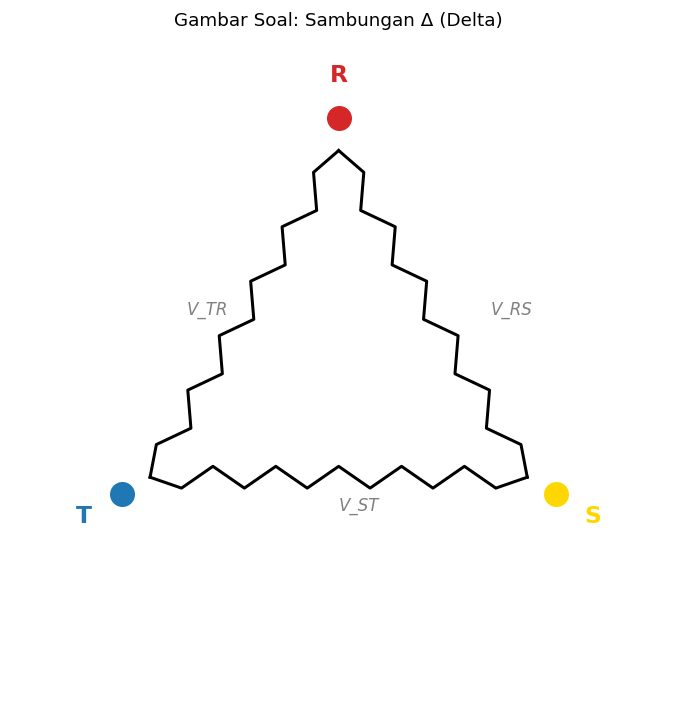 Gambar Soal: Sambungan Δ (Delta)
R
V_TR
V_RS
V_ST
T
S